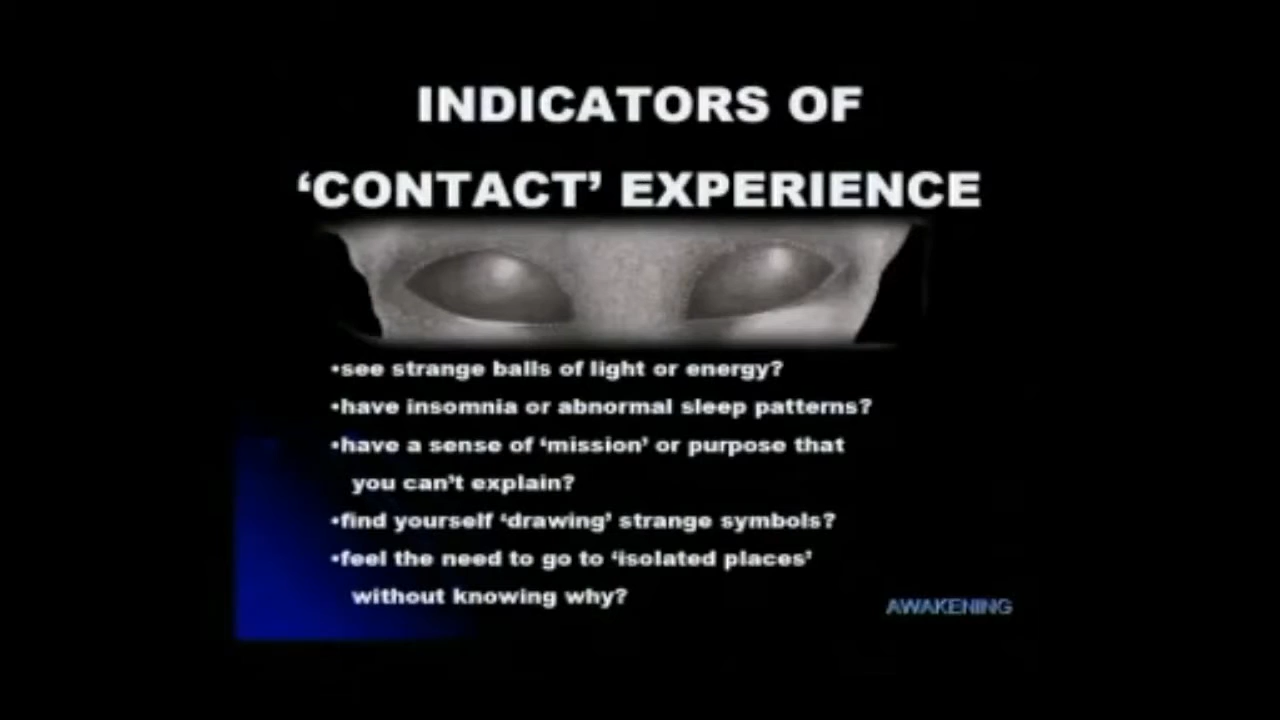 INDICATORS OF
‘CONTACT’ EXPERIENCE
•see strange balls of light or energy?
•have insomnia or abnormal sleep patterns?
•have a sense of ‘mission’ or purpose that
you can’t explain?
•find yourself ‘drawing’ strange symbols?
•feel the need to go to ‘isolated places’
without knowing why?
AWAKENING